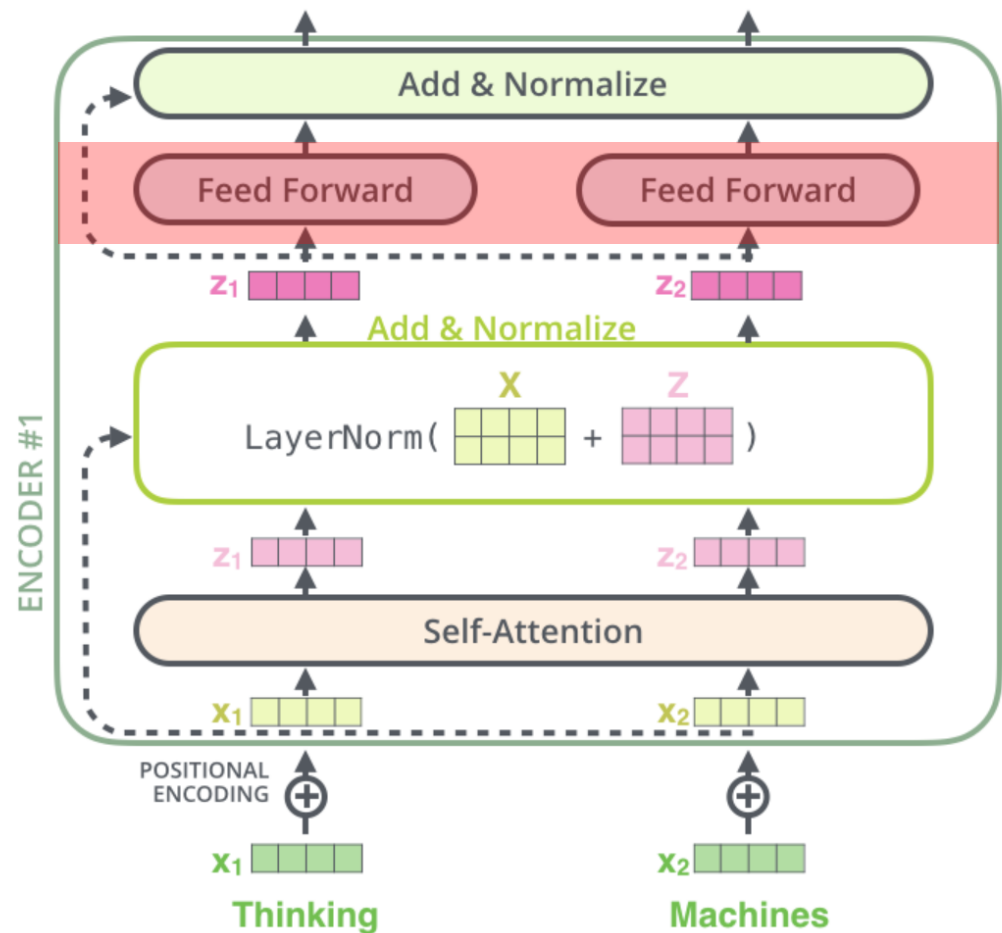 Add & Normalize
Feed Forward Feed Forward
z₁ z₂
Add & Normalize
X Z
LayerNorm( + )
ENCODER #1
z₁ z₂
Self-Attention
x₁ x₂
POSITIONAL
ENCODING
x₁ x₂
Thinking Machines